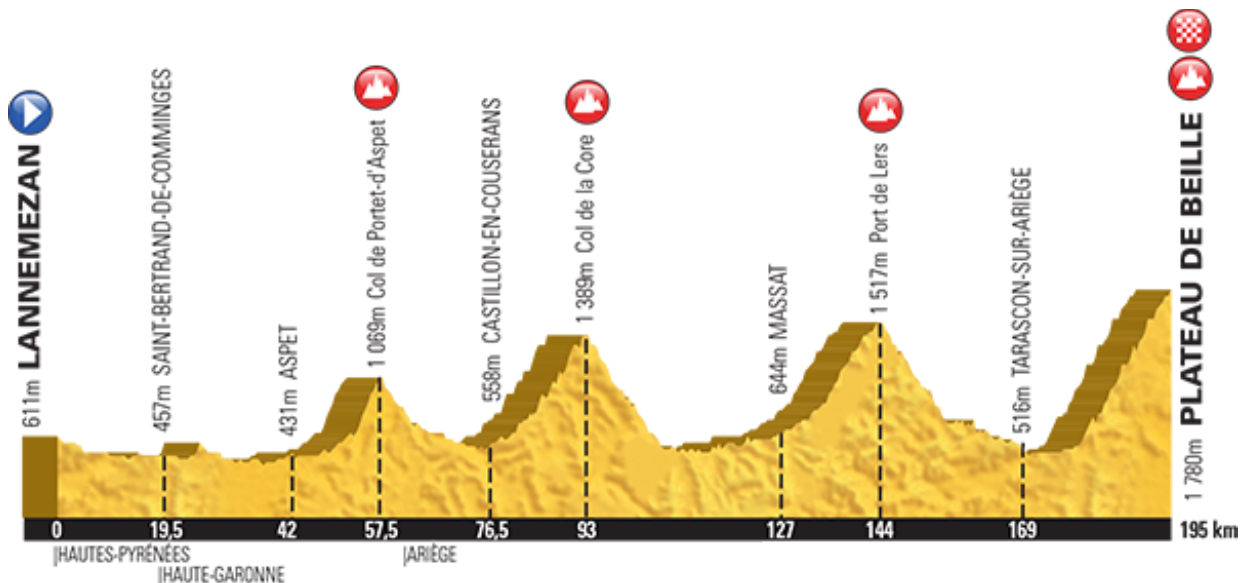 611m LANNEMEZAN
457m SAINT-BERTRAND-DE-COMMINGES
431m ASPET
1 069m Col de Portet-d'Aspet
558m CASTILLON-EN-COUSERANS
1 389m Col de la Core
644m MASSAT
1 517m Port de Lers
516m TARASCON-SUR-ARIÈGE
1 780m PLATEAU DE BEILLE
0 19,5 42 57,5 76,5 93 127 144 169 195 km
|HAUTES-PYRÉNÉES |ARIÈGE
|HAUTE-GARONNE